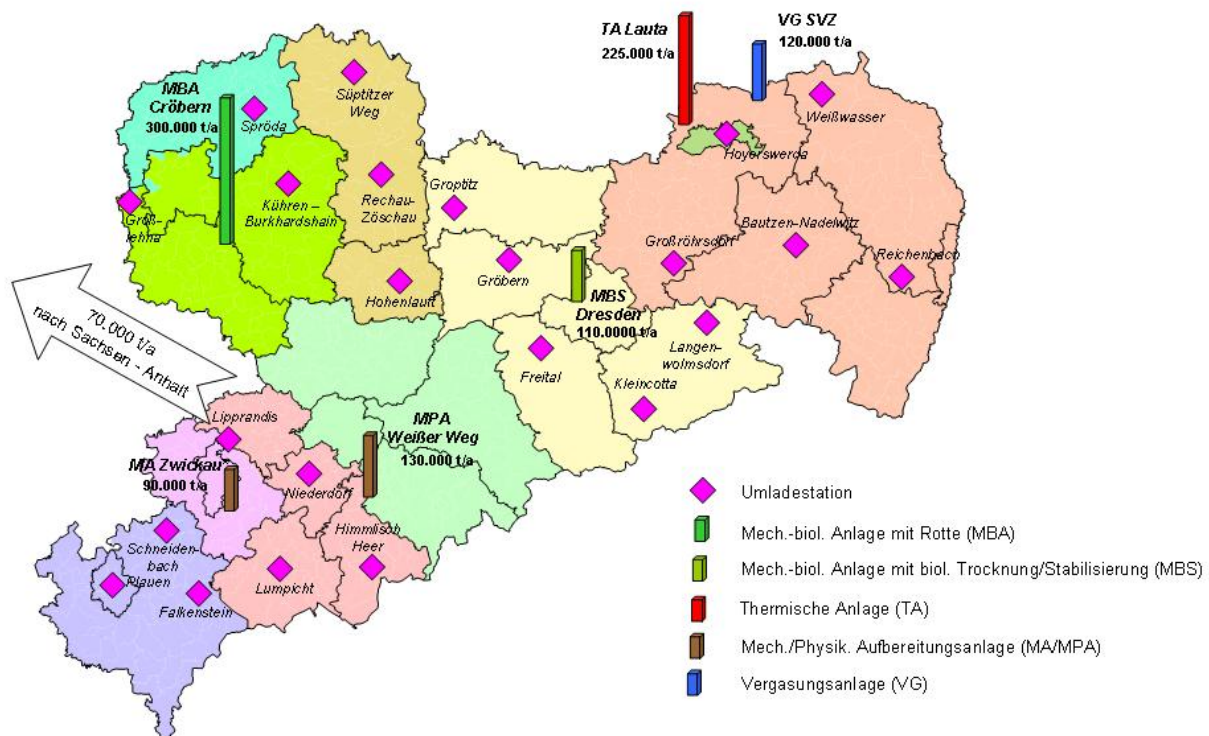 TA Lauta
225.000 t/a
VG SVZ
120.000 t/a
MBA
Cröbern
300.000 t/a
Spröda
Süptitzer
Weg
Weißwasser
Hoyerswerda
Groß-
lehna
Kühren –
Burkhardshain
Rechau-
Zöschau
Groptitz
Großröhrsdorf
Bautzen-Nadelwitz
Reichenbach
Hohenlauft
Gröbern
MBS
Dresden
110.0000 t/a
70.000 t/a
nach Sachsen - Anhalt
Freital
Langen-
wolmsdorf
Kleincotta
Lipprandis
MPA
Weißer Weg
130.000 t/a
MA Zwickau
90.000 t/a
Niederdorf
Himmlisch
Heer
Schneiden-
bach
Plauen
Falkenstein
Lumpicht
Umladestation
Mech.-biol. Anlage mit Rotte (MBA)
Mech.-biol. Anlage mit biol. Trocknung/Stabilisierung (MBS)
Thermische Anlage (TA)
Mech./Physik. Aufbereitungsanlage (MA/MPA)
Vergasungsanlage (VG)